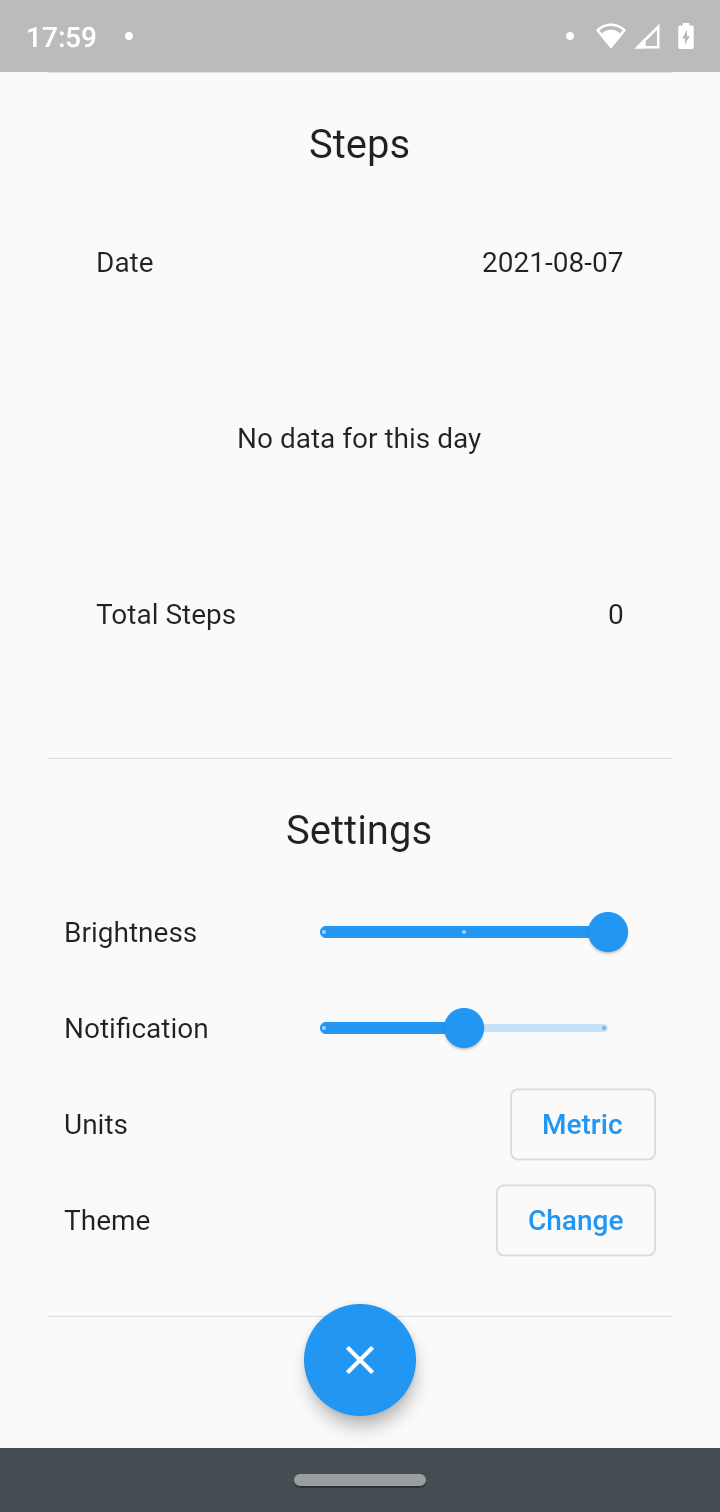 17:59
Steps
Date 2021-08-07
No data for this day
Total Steps 0
Settings
Brightness
Notification
Units Metric
Theme Change